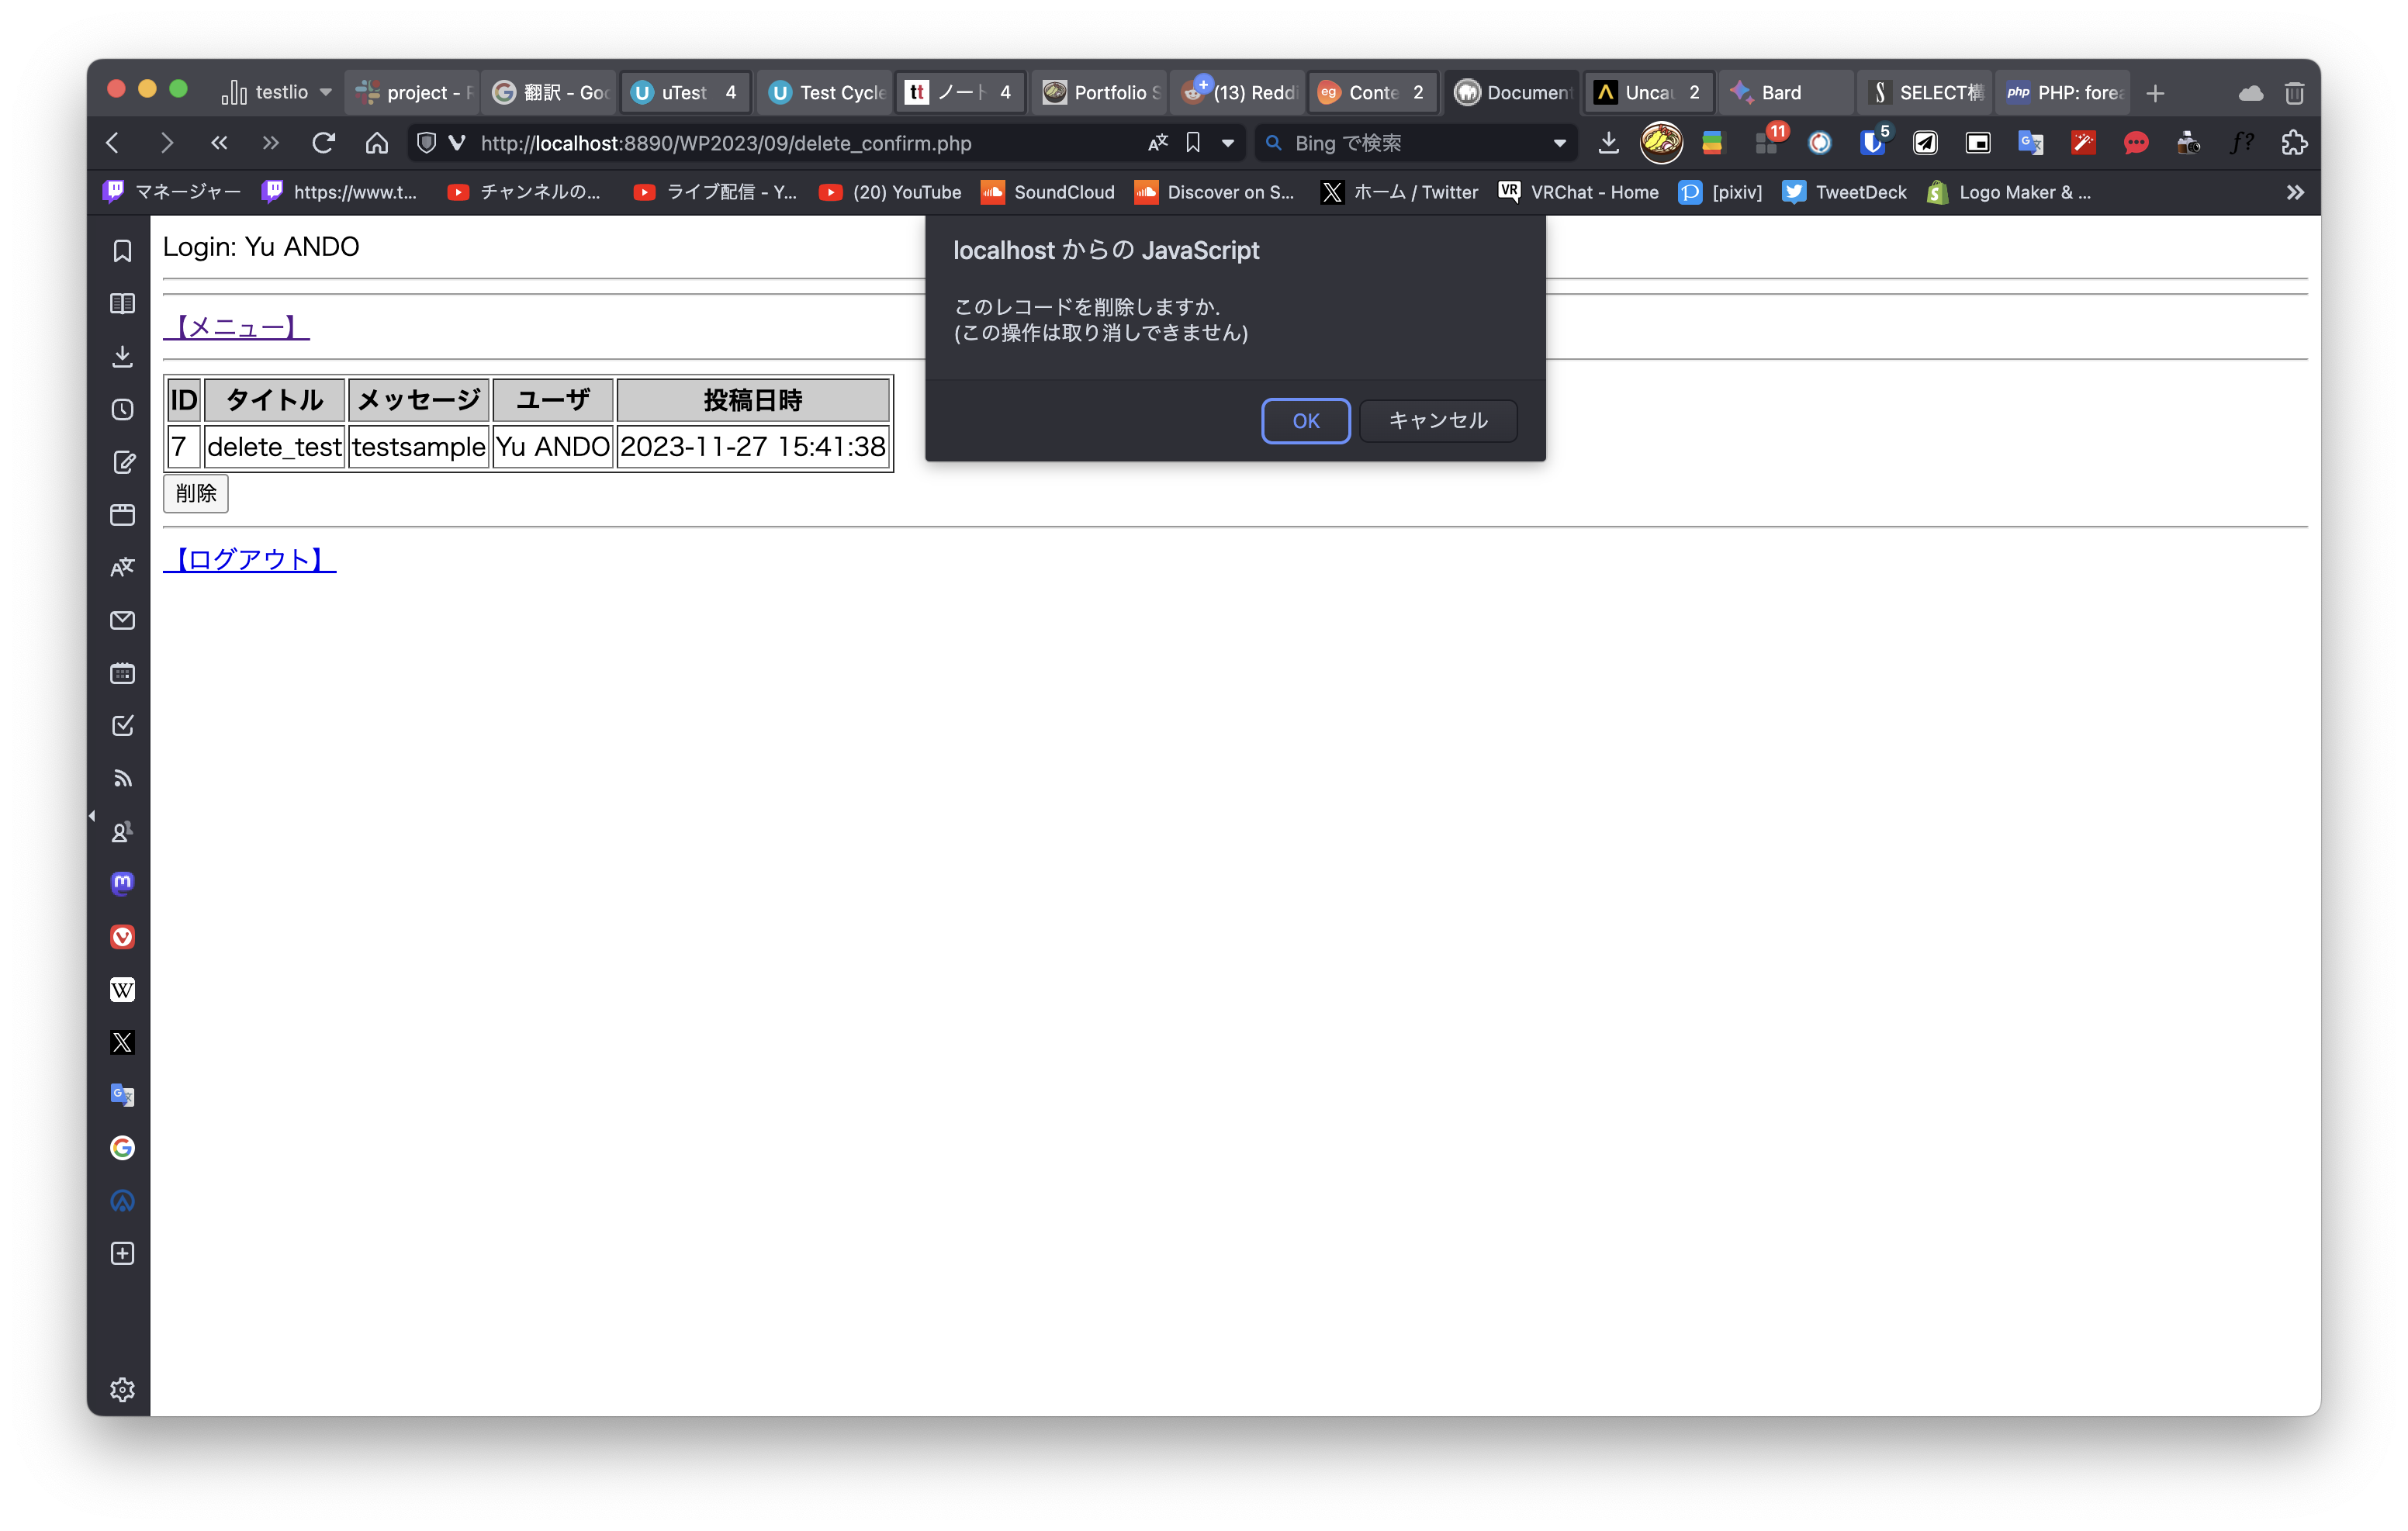 testlio
project - F
翻訳 - Goo
uTest 4
Test Cycle
tt ノート 4
Portfolio S
(13) Reddi
eg Conte 2
Document
Uncau 2
Bard
SELECT構
php PHP: forea
http://localhost:8890/WP2023/09/delete_confirm.php
Bing で検索
11
5
f?
マネージャー
https://www.t...
チャンネルの...
ライブ配信 - Y...
(20) YouTube
SoundCloud
Discover on S...
ホーム / Twitter
VR VRChat - Home
[pixiv]
TweetDeck
Logo Maker & ...
Login: Yu ANDO
localhost からの JavaScript
このレコードを削除しますか.
(この操作は取り消しできません)
OK キャンセル
【メニュー】
ID タイトル メッセージ ユーザ 投稿日時
7 delete_test testsample Yu ANDO 2023-11-27 15:41:38
削除
【ログアウト】